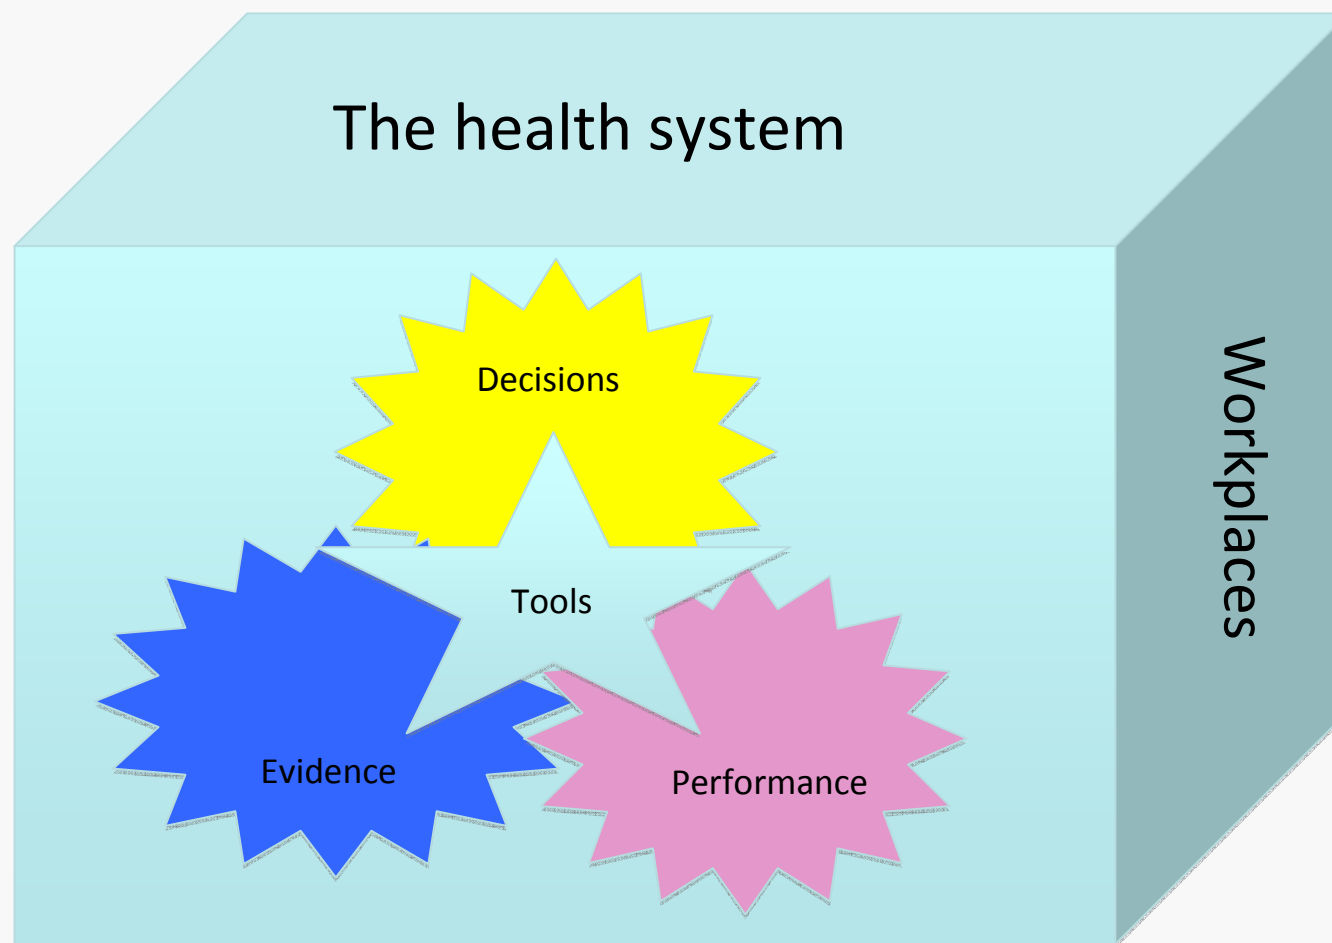 The health system
Decisions
Workplaces
Tools
Evidence
Performance